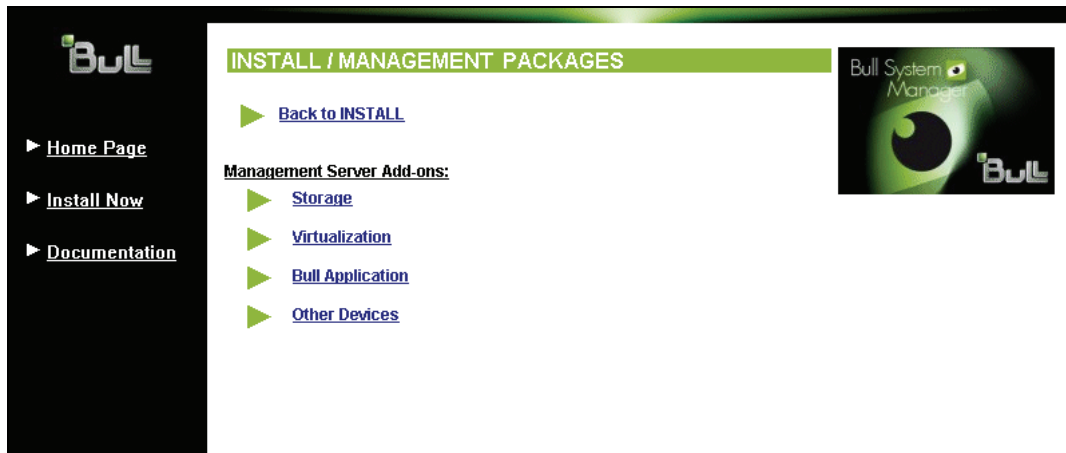 Bull
Home Page
Install Now
Documentation
INSTALL / MANAGEMENT PACKAGES
Back to INSTALL
Management Server Add-ons:
Storage
Virtualization
Bull Application
Other Devices
Bull System
Manager
Bull